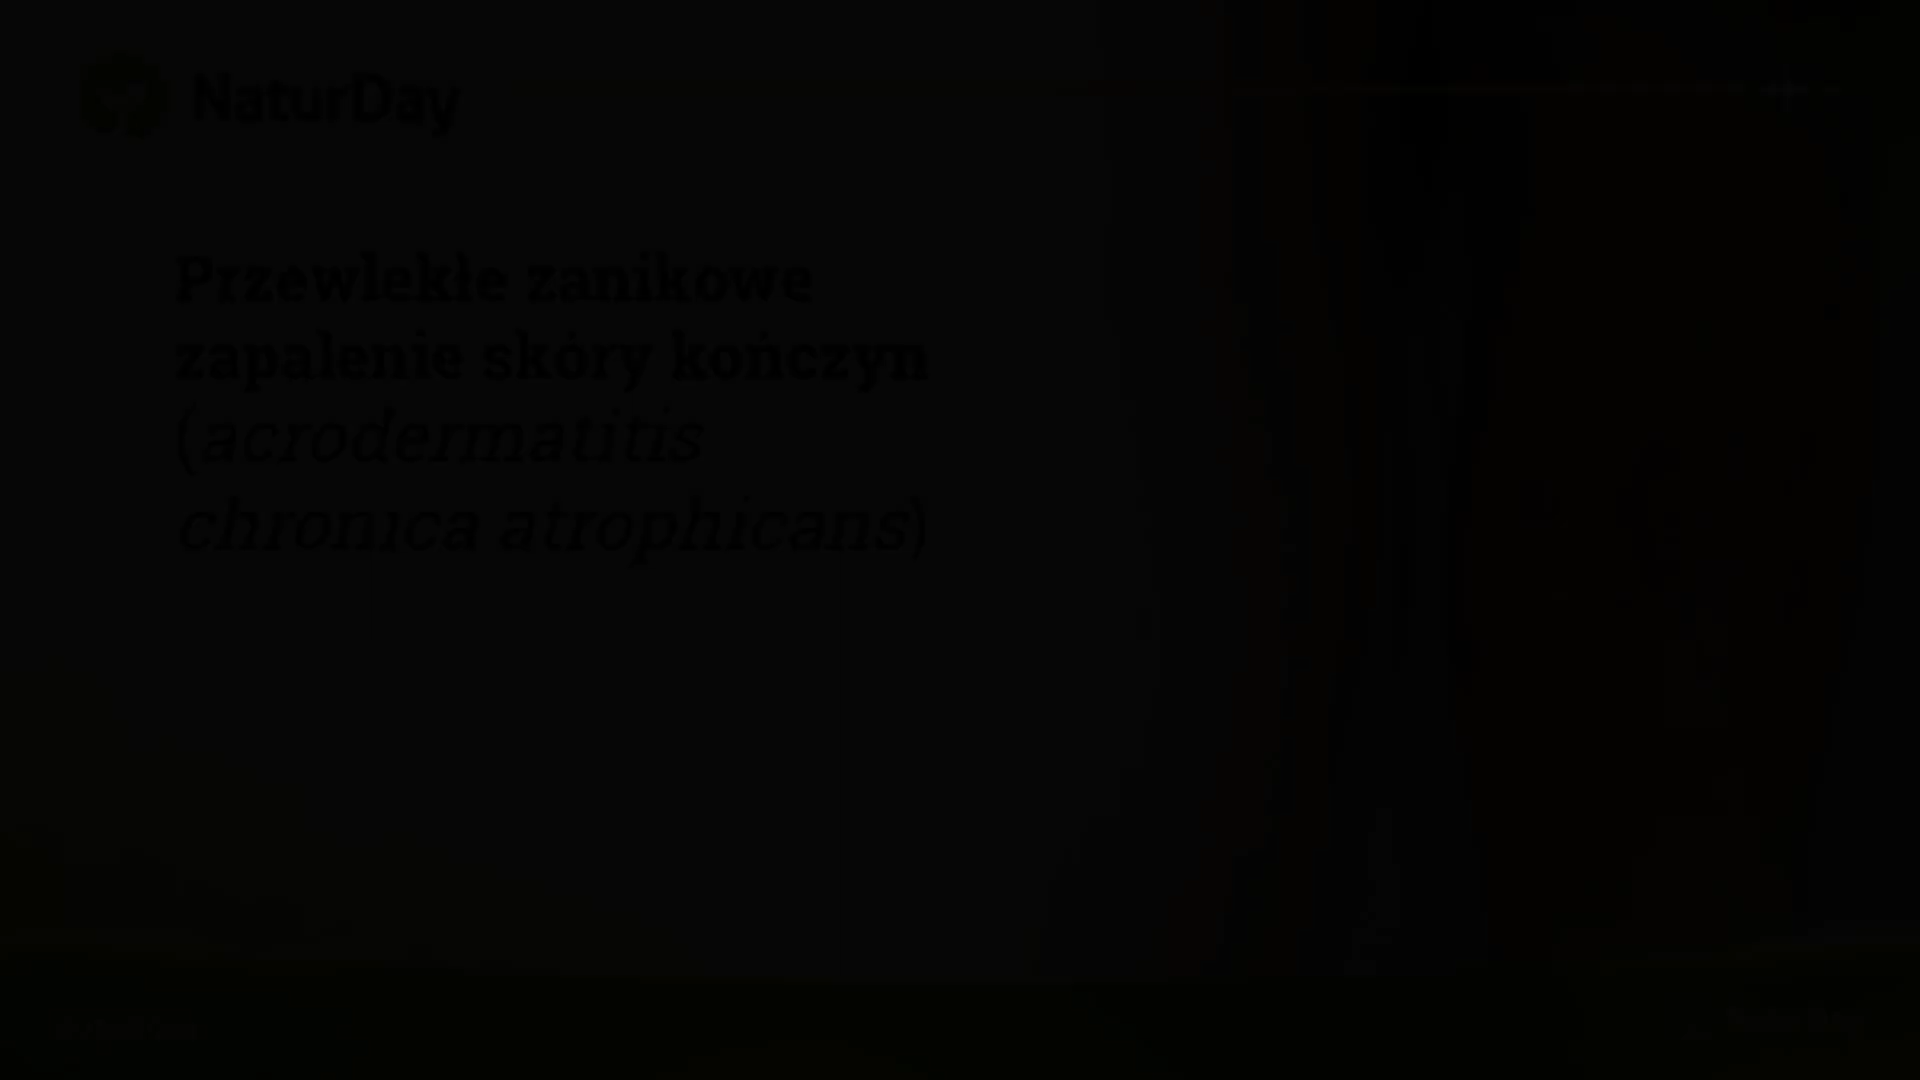 NaturDay
Przewlekłe zanikowe
zapalenie skóry kończyn
(acrodermatitis
chronica atrophicans)